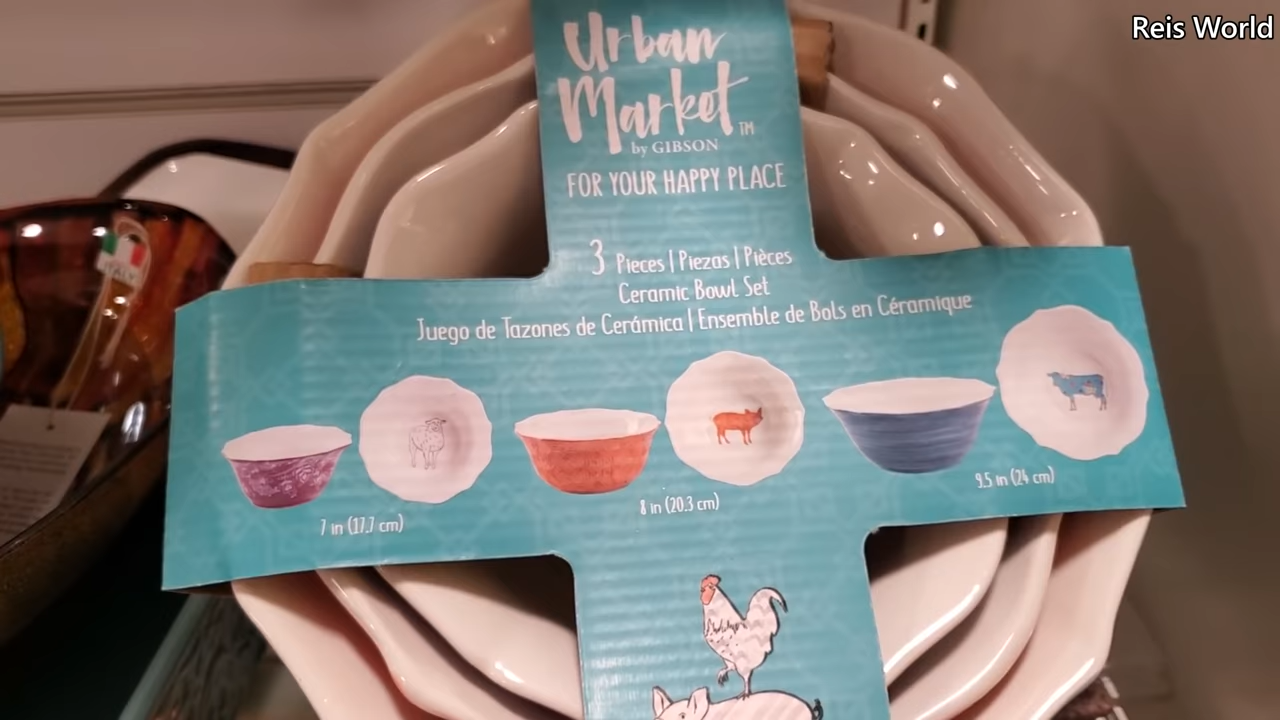 Reis World
Urban
Market™
by GIBSON
FOR YOUR HAPPY PLACE
3 Pieces | Piezas | Pièces
Ceramic Bowl Set
Juego de Tazones de Cerámica | Ensemble de Bols en Céramique
7 in (17.7 cm)
8 in (20.3 cm)
9.5 in (24 cm)
ITALY